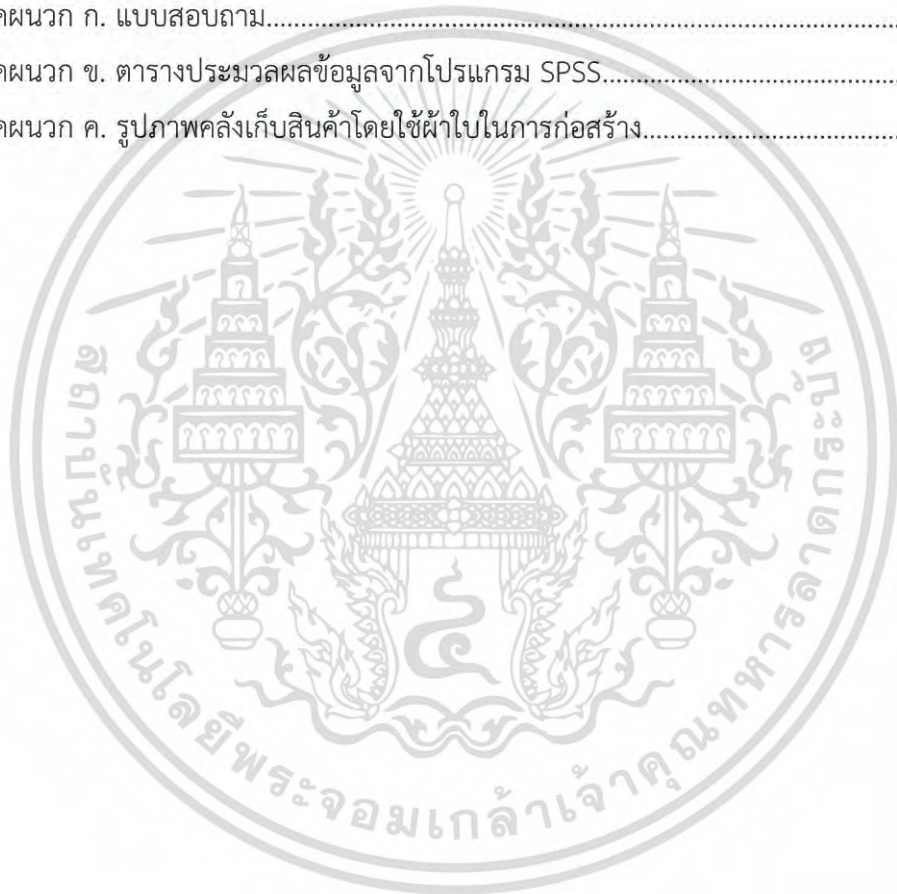 คผนวก ก. แบบสอบถาม......................................................................................................
คผนวก ข. ตารางประมวลผลข้อมูลจากโปรแกรม SPSS.............................................
คผนวก ค. รูปภาพคลังเก็บสินค้าโดยใช้ผ้าใบในการก่อสร้าง.......................................
สถาบันเทคโนโลยีพระจอมเกล้าเจ้าคุณทหารลาดกระบัง
๔